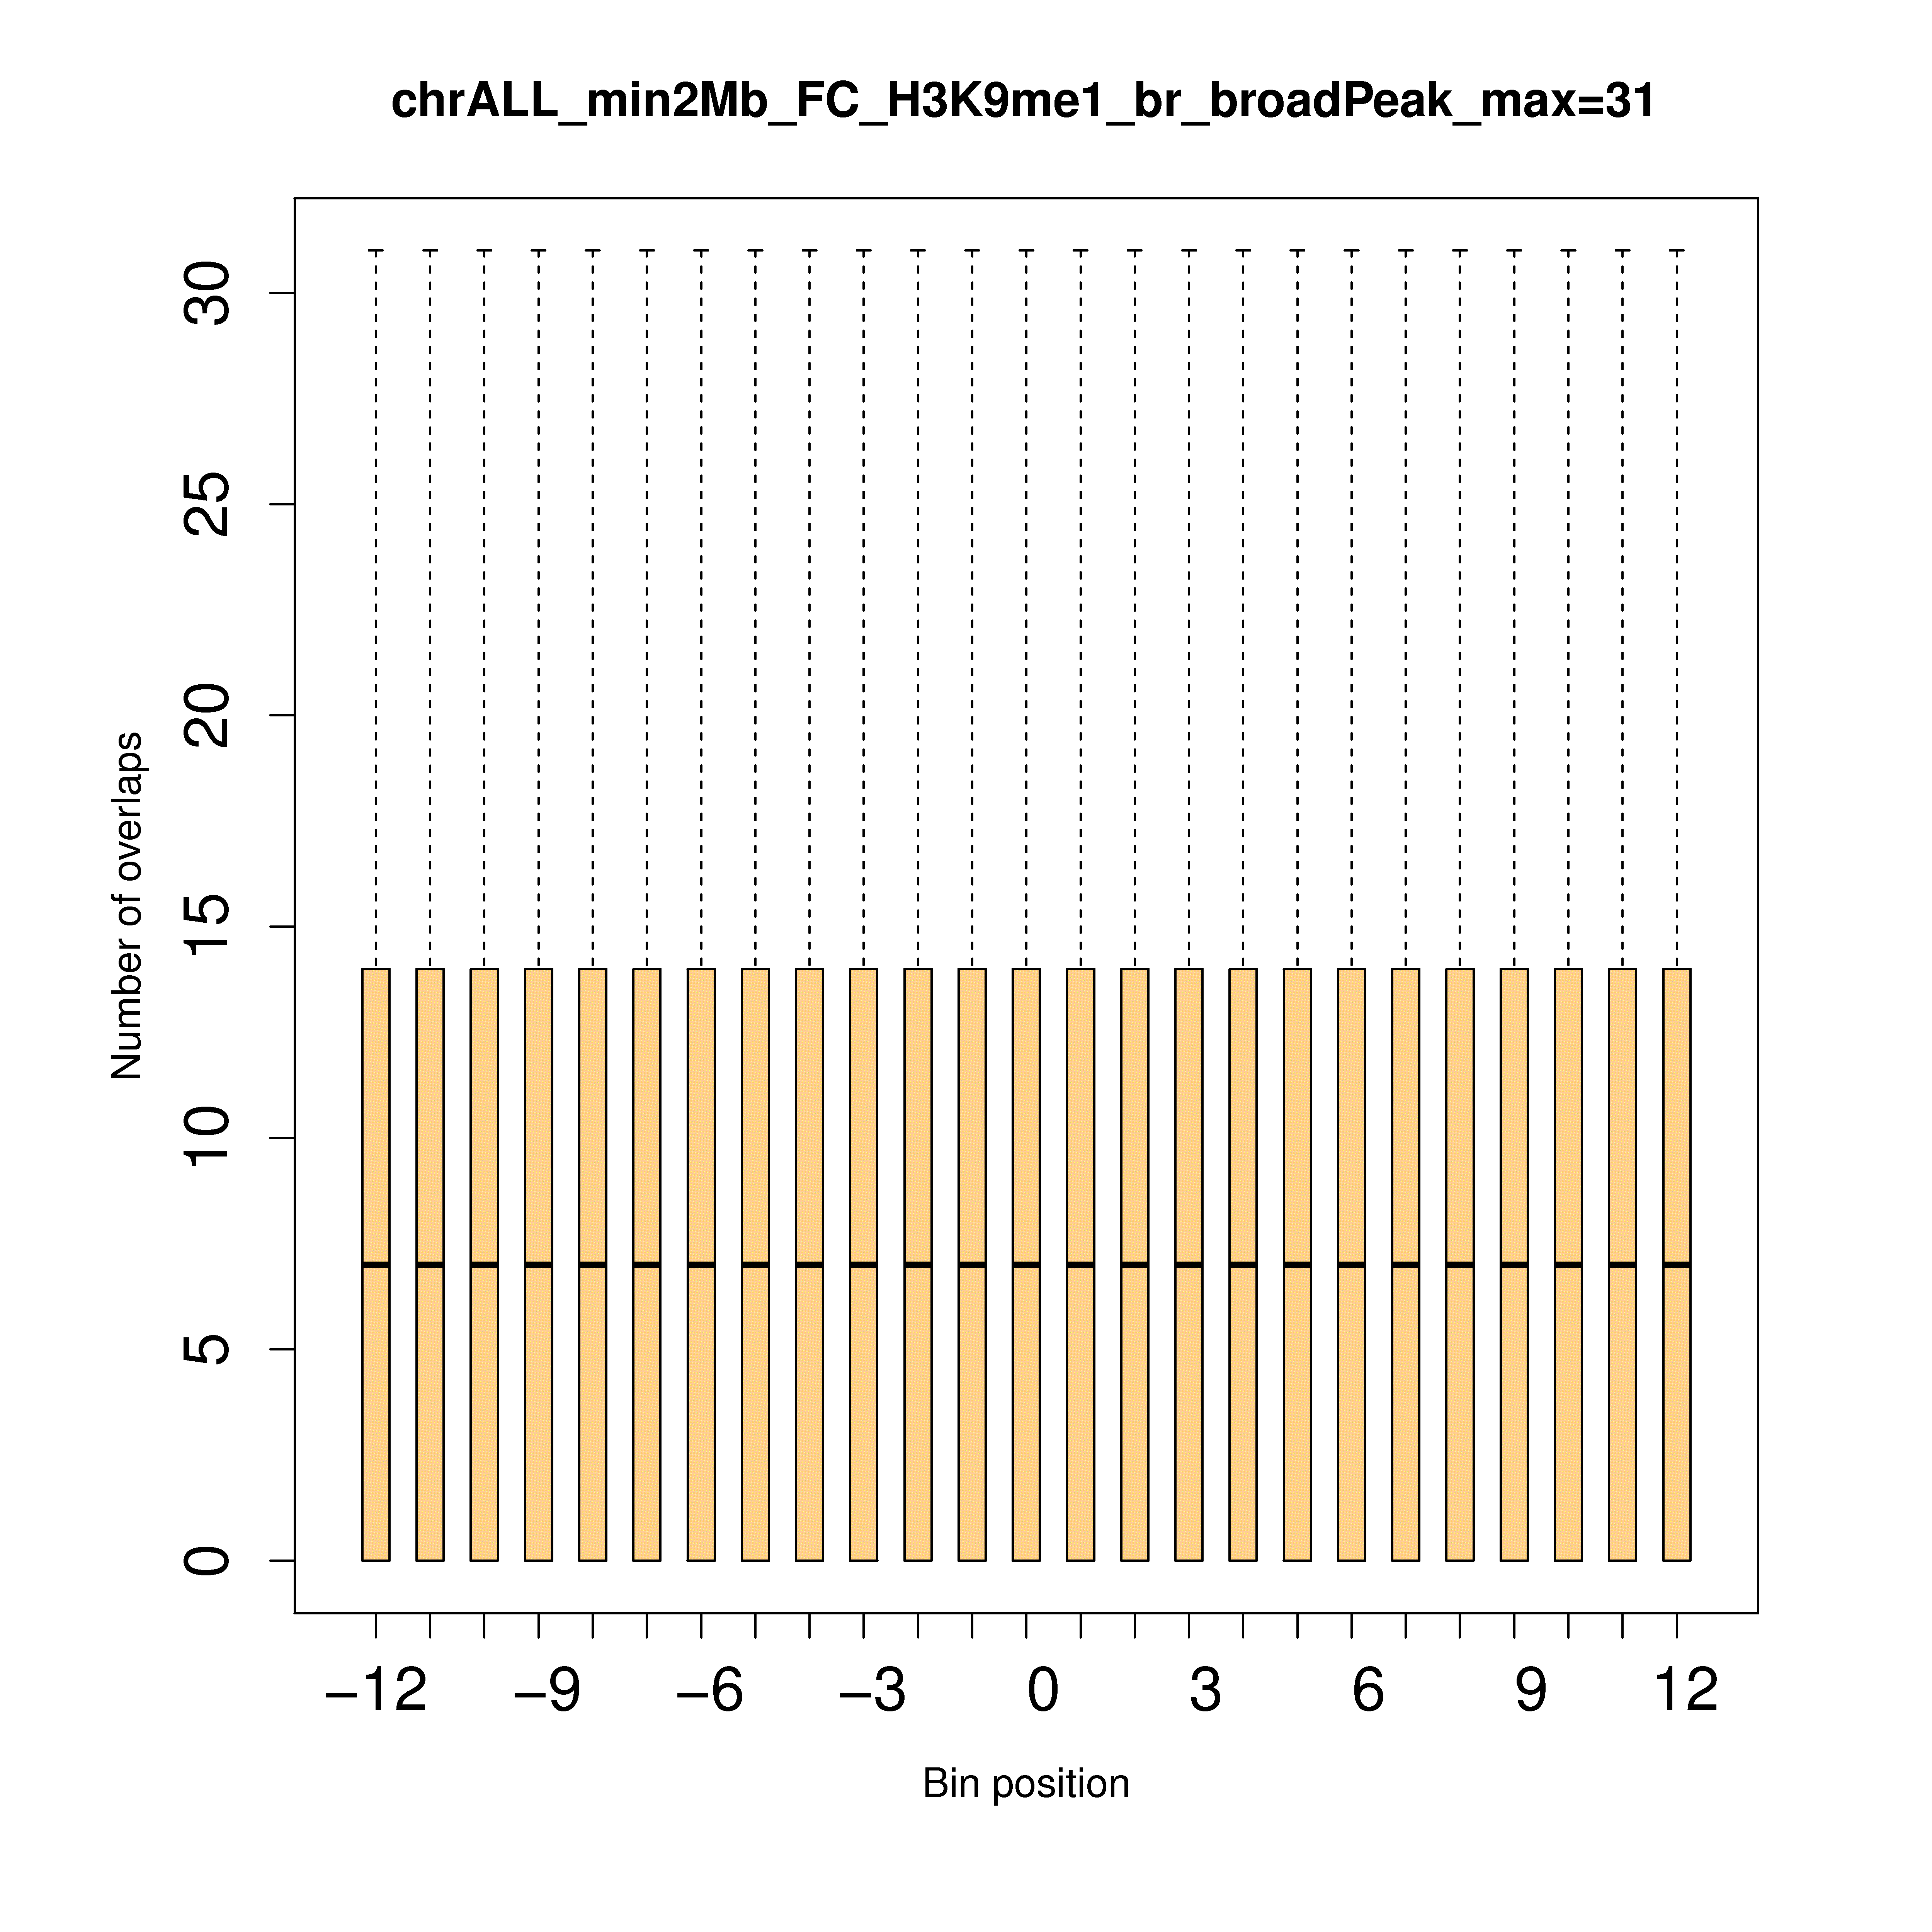 chrALL_min2Mb_FC_H3K9me1_br_broadPeak_max=31
30
25
20
15
10
5
0
Number of overlaps
−12 −9 −6 −3 0 3 6 9 12
Bin position